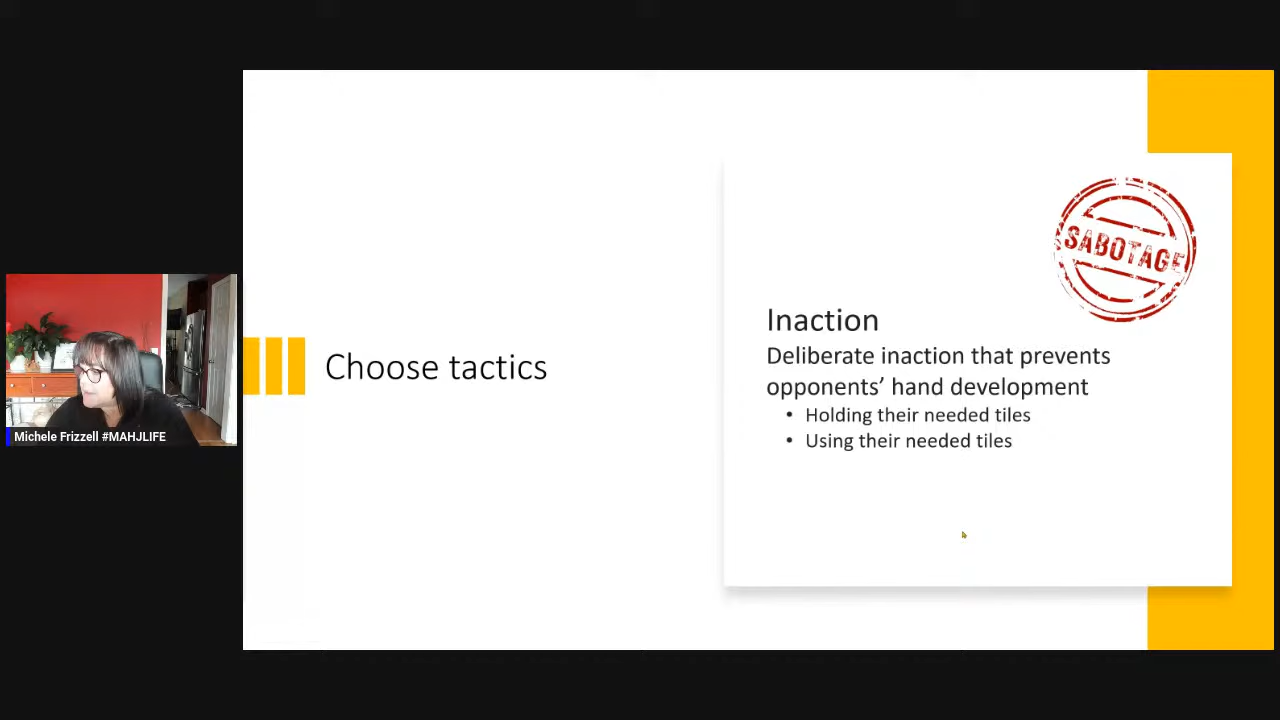 SABOTAGE
Inaction
Deliberate inaction that prevents
opponents’ hand development
• Holding their needed tiles
• Using their needed tiles
Choose tactics
Michele Frizzell #MAHJLIFE